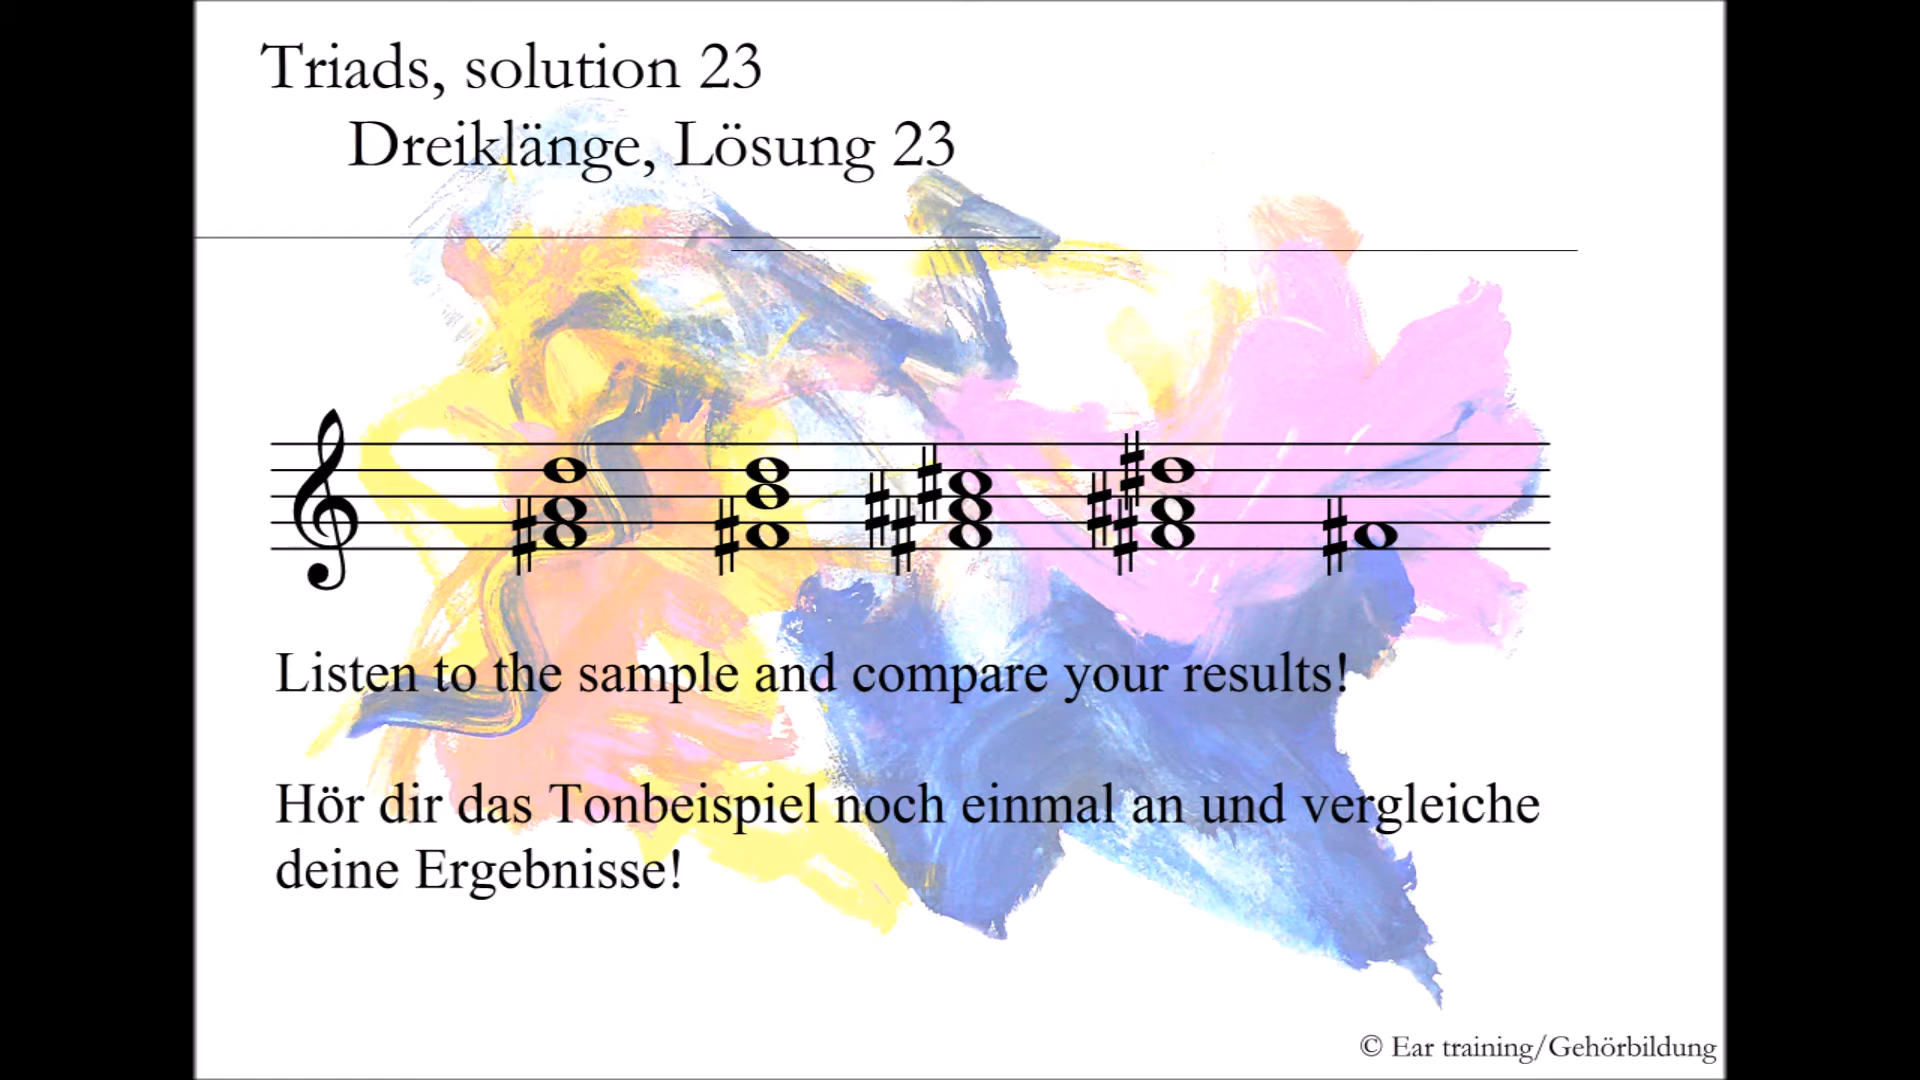 Triads, solution 23
Dreiklänge, Lösung 23
Listen to the sample and compare your results!
Hör dir das Tonbeispiel noch einmal an und vergleiche
deine Ergebnisse!
© Ear training/Gehörbildung